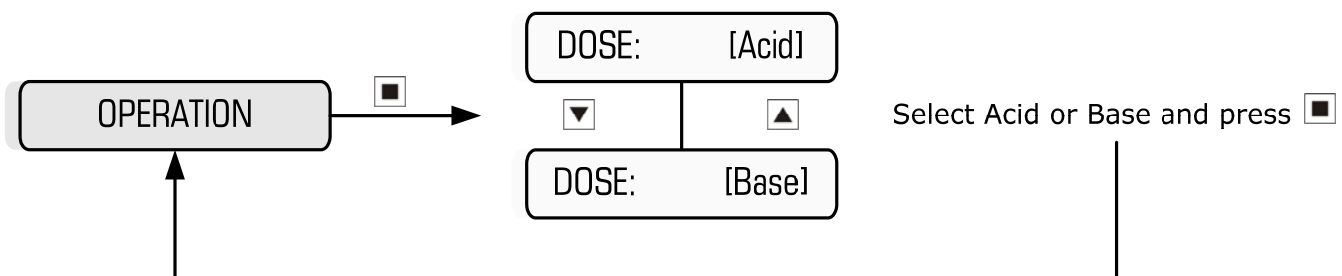 OPERATION
DOSE: [Acid]
Select Acid or Base and press
DOSE: [Base]